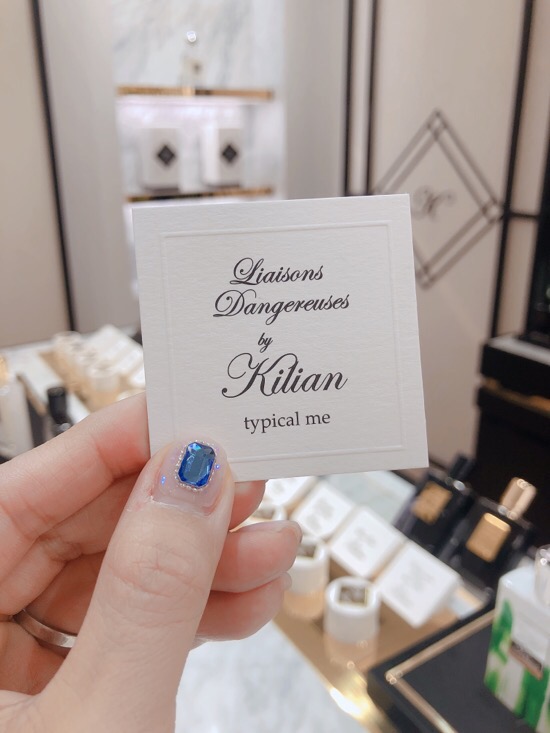 Liaisons
Dangereuses
by
Kilian
typical me
K